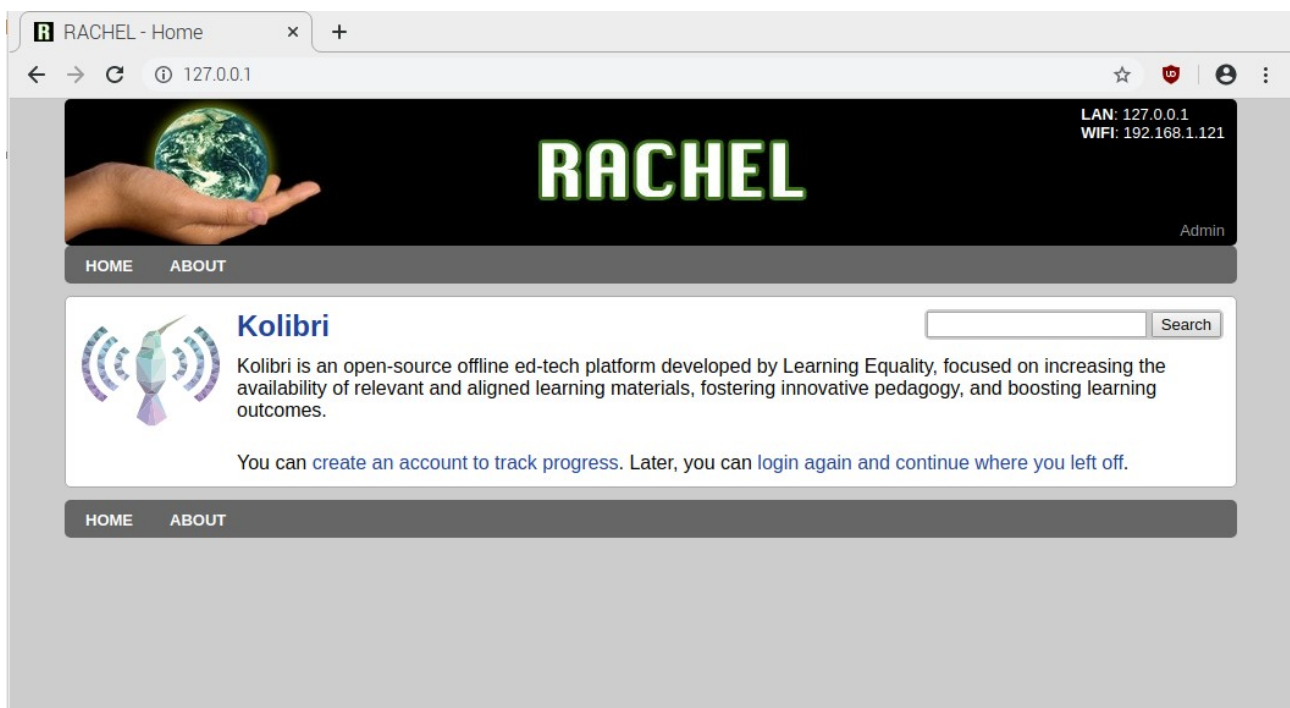 RACHEL - Home
127.0.0.1
LAN: 127.0.0.1
WIFI: 192.168.1.121
RACHEL
Admin
HOME ABOUT
Kolibri
Search
Kolibri is an open-source offline ed-tech platform developed by Learning Equality, focused on increasing the
availability of relevant and aligned learning materials, fostering innovative pedagogy, and boosting learning
outcomes.
You can create an account to track progress. Later, you can login again and continue where you left off.
HOME ABOUT